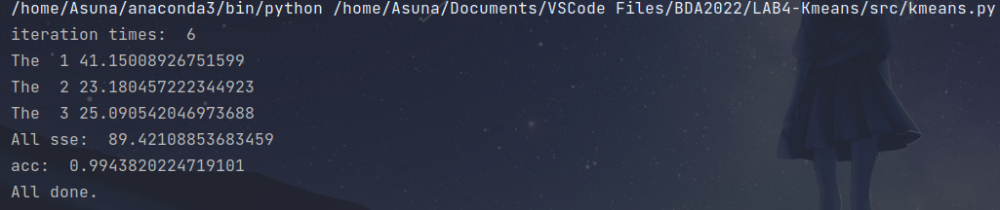 /home/Asuna/anaconda3/bin/python /home/Asuna/Documents/VSCode Files/BDA2022/LAB4-Kmeans/src/kmeans.py
iteration times:  6
The  1 41.15008926751599
The  2 23.180457222344923
The  3 25.090542046973688
All sse:  89.42108853683459
acc:  0.9943820224719101
All done.